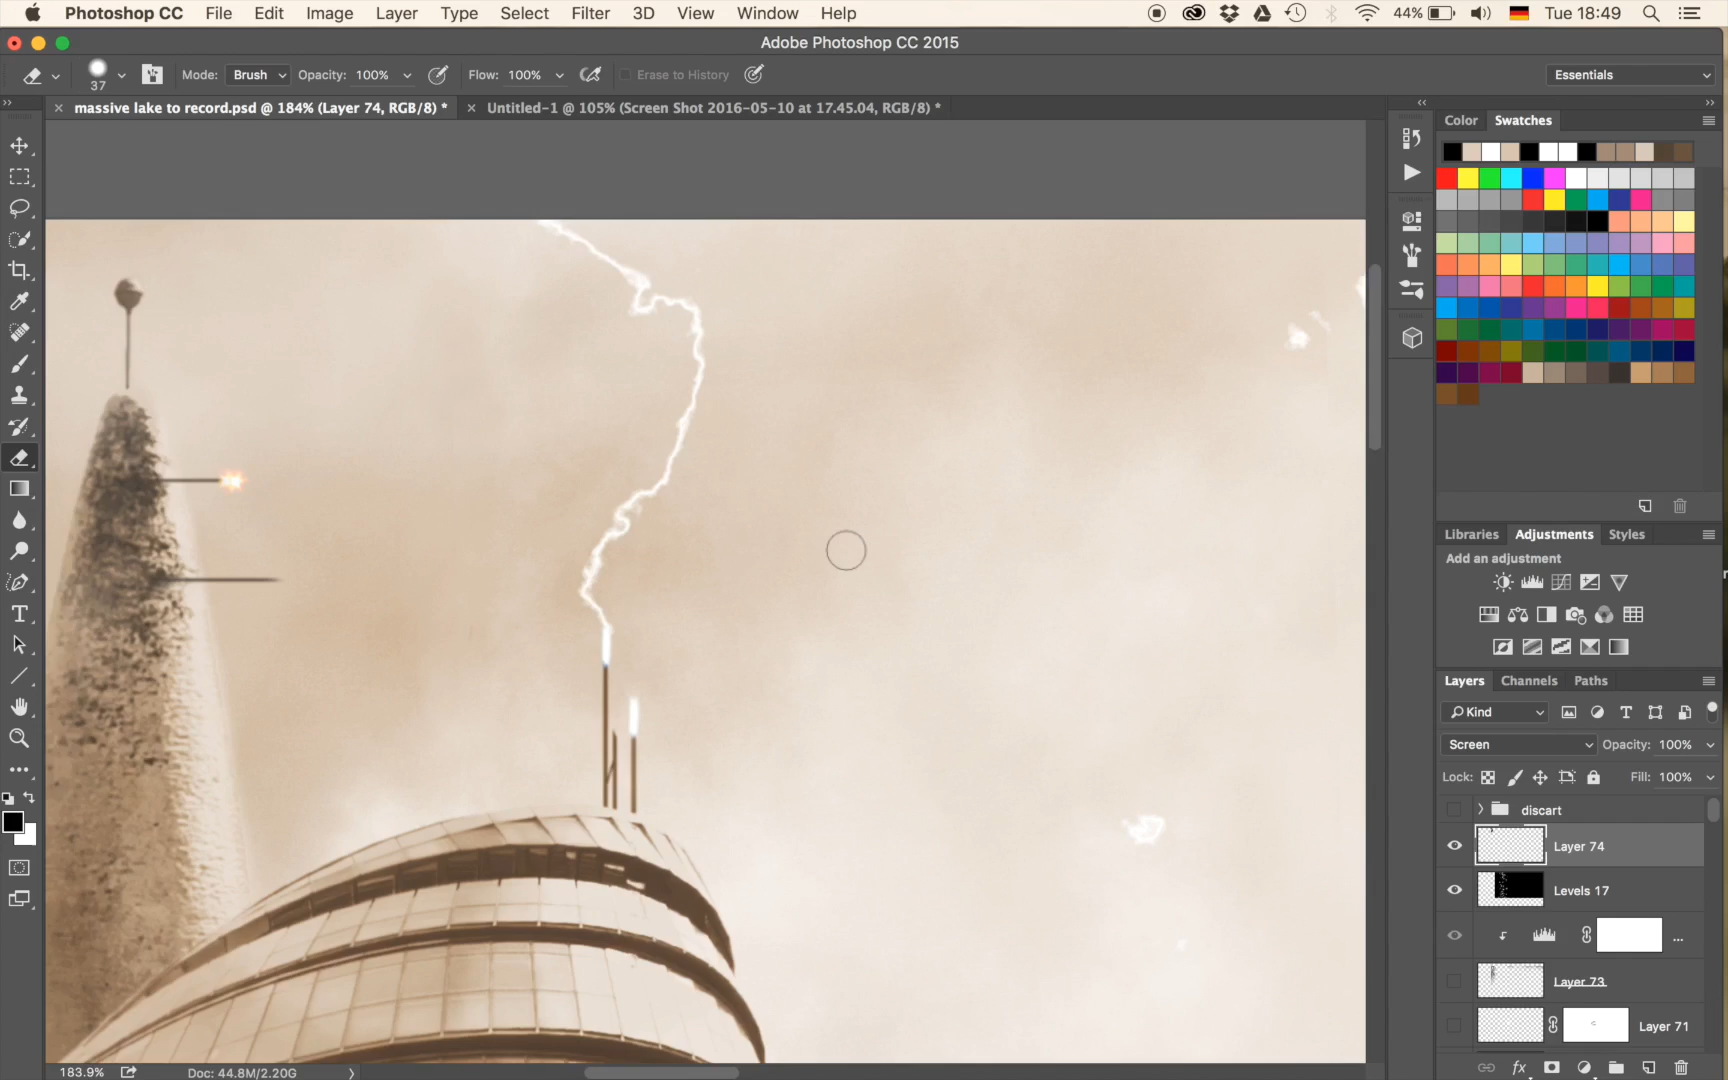 Photoshop CC File Edit Image Layer Type Select Filter 3D View Window Help 44% Tue 18:49
Adobe Photoshop CC 2015
37 Mode: Brush Opacity: 100% Flow: 100% Erase to History Essentials
massive lake to record.psd @ 184% (Layer 74, RGB/8) * Untitled-1 @ 105% (Screen Shot 2016-05-10 at 17.45.04, RGB/8) *
Color Swatches
Libraries Adjustments Styles
Add an adjustment
Layers Channels Paths
Kind
Screen Opacity: 100%
Lock: Fill: 100%
discart
Layer 74
Levels 17
...
Layer 73
Layer 71
183.9% Doc: 44.8M/2.20G